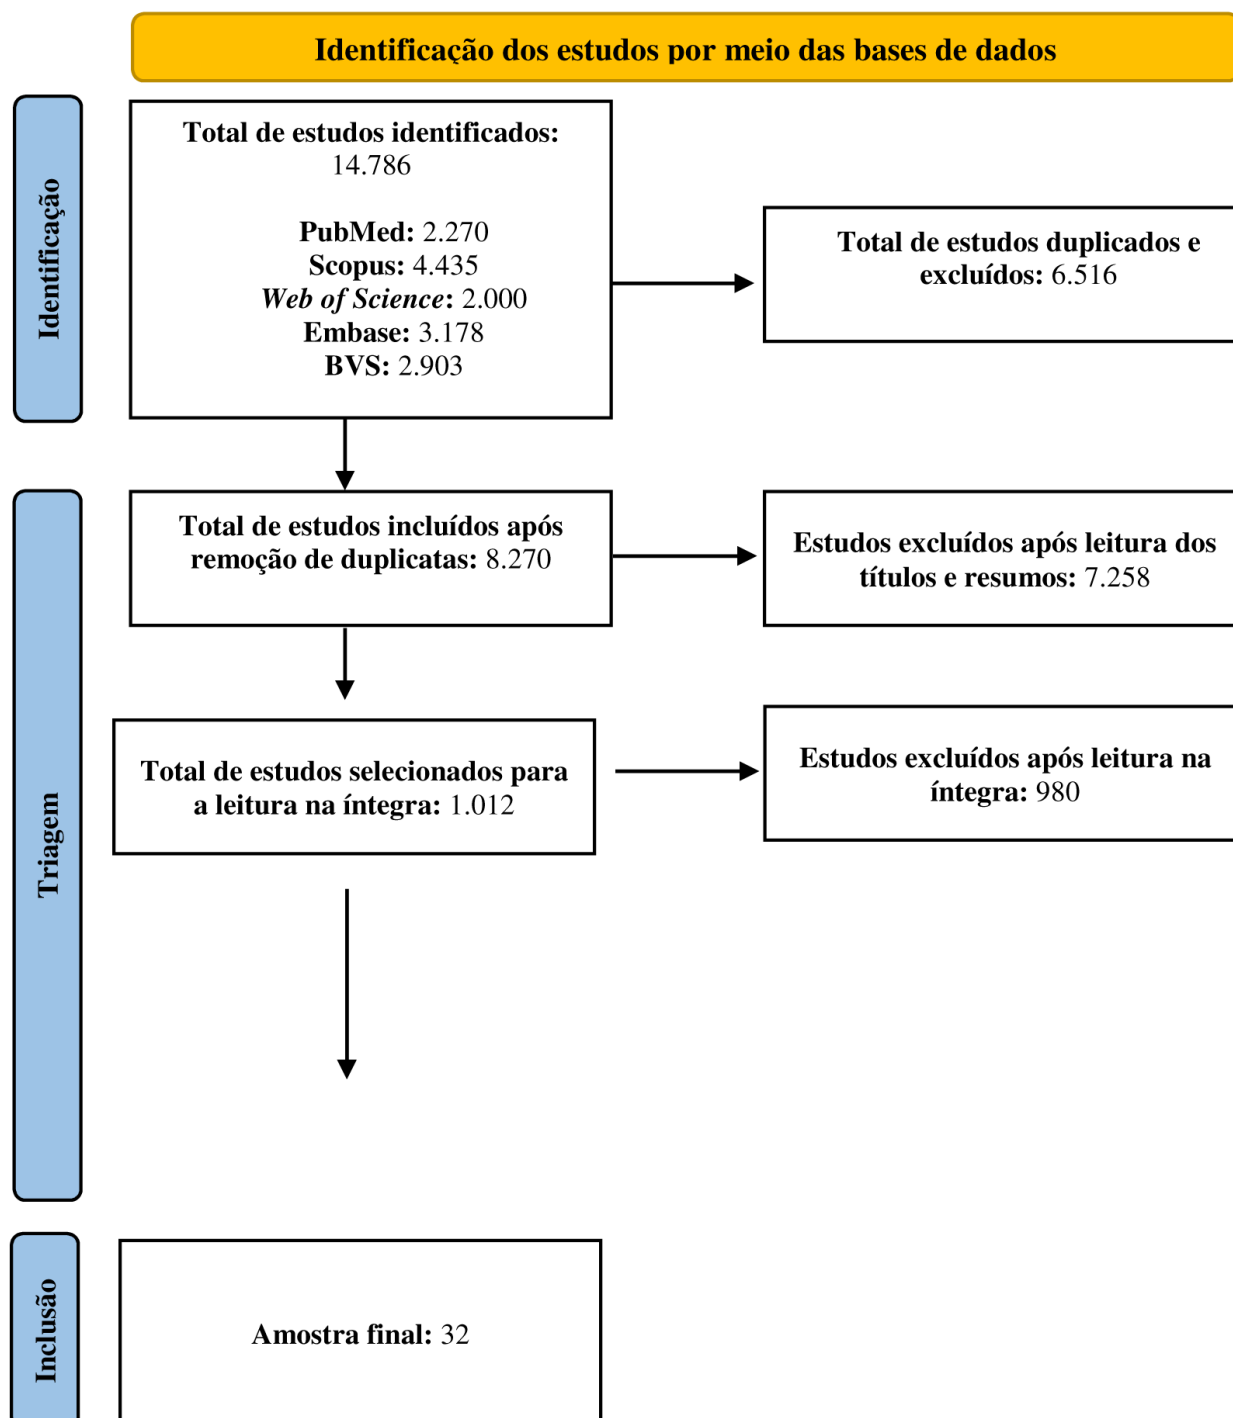 Identificação dos estudos por meio das bases de dados
Identificação
Total de estudos identificados:
14.786
PubMed: 2.270
Scopus: 4.435
Web of Science: 2.000
Embase: 3.178
BVS: 2.903
Total de estudos duplicados e
excluídos: 6.516
Triagem
Total de estudos incluídos após
remoção de duplicatas: 8.270
Estudos excluídos após leitura dos
títulos e resumos: 7.258
Total de estudos selecionados para
a leitura na íntegra: 1.012
Estudos excluídos após leitura na
íntegra: 980
Inclusão
Amostra final: 32